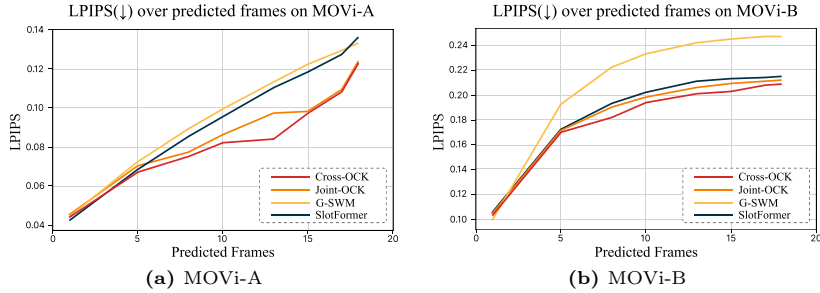 LPIPS(↓) over predicted frames on MOVi-A
0.14
0.12
0.10
0.08
0.06
0.04
LPIPS
Cross-OCK
Joint-OCK
G-SWM
SlotFormer
0 5 10 15 20
Predicted Frames
(a) MOVi-A
LPIPS(↓) over predicted frames on MOVi-B
0.24
0.22
0.20
0.18
0.16
0.14
0.12
0.10
LPIPS
Cross-OCK
Joint-OCK
G-SWM
SlotFormer
0 5 10 15 20
Predicted Frames
(b) MOVi-B